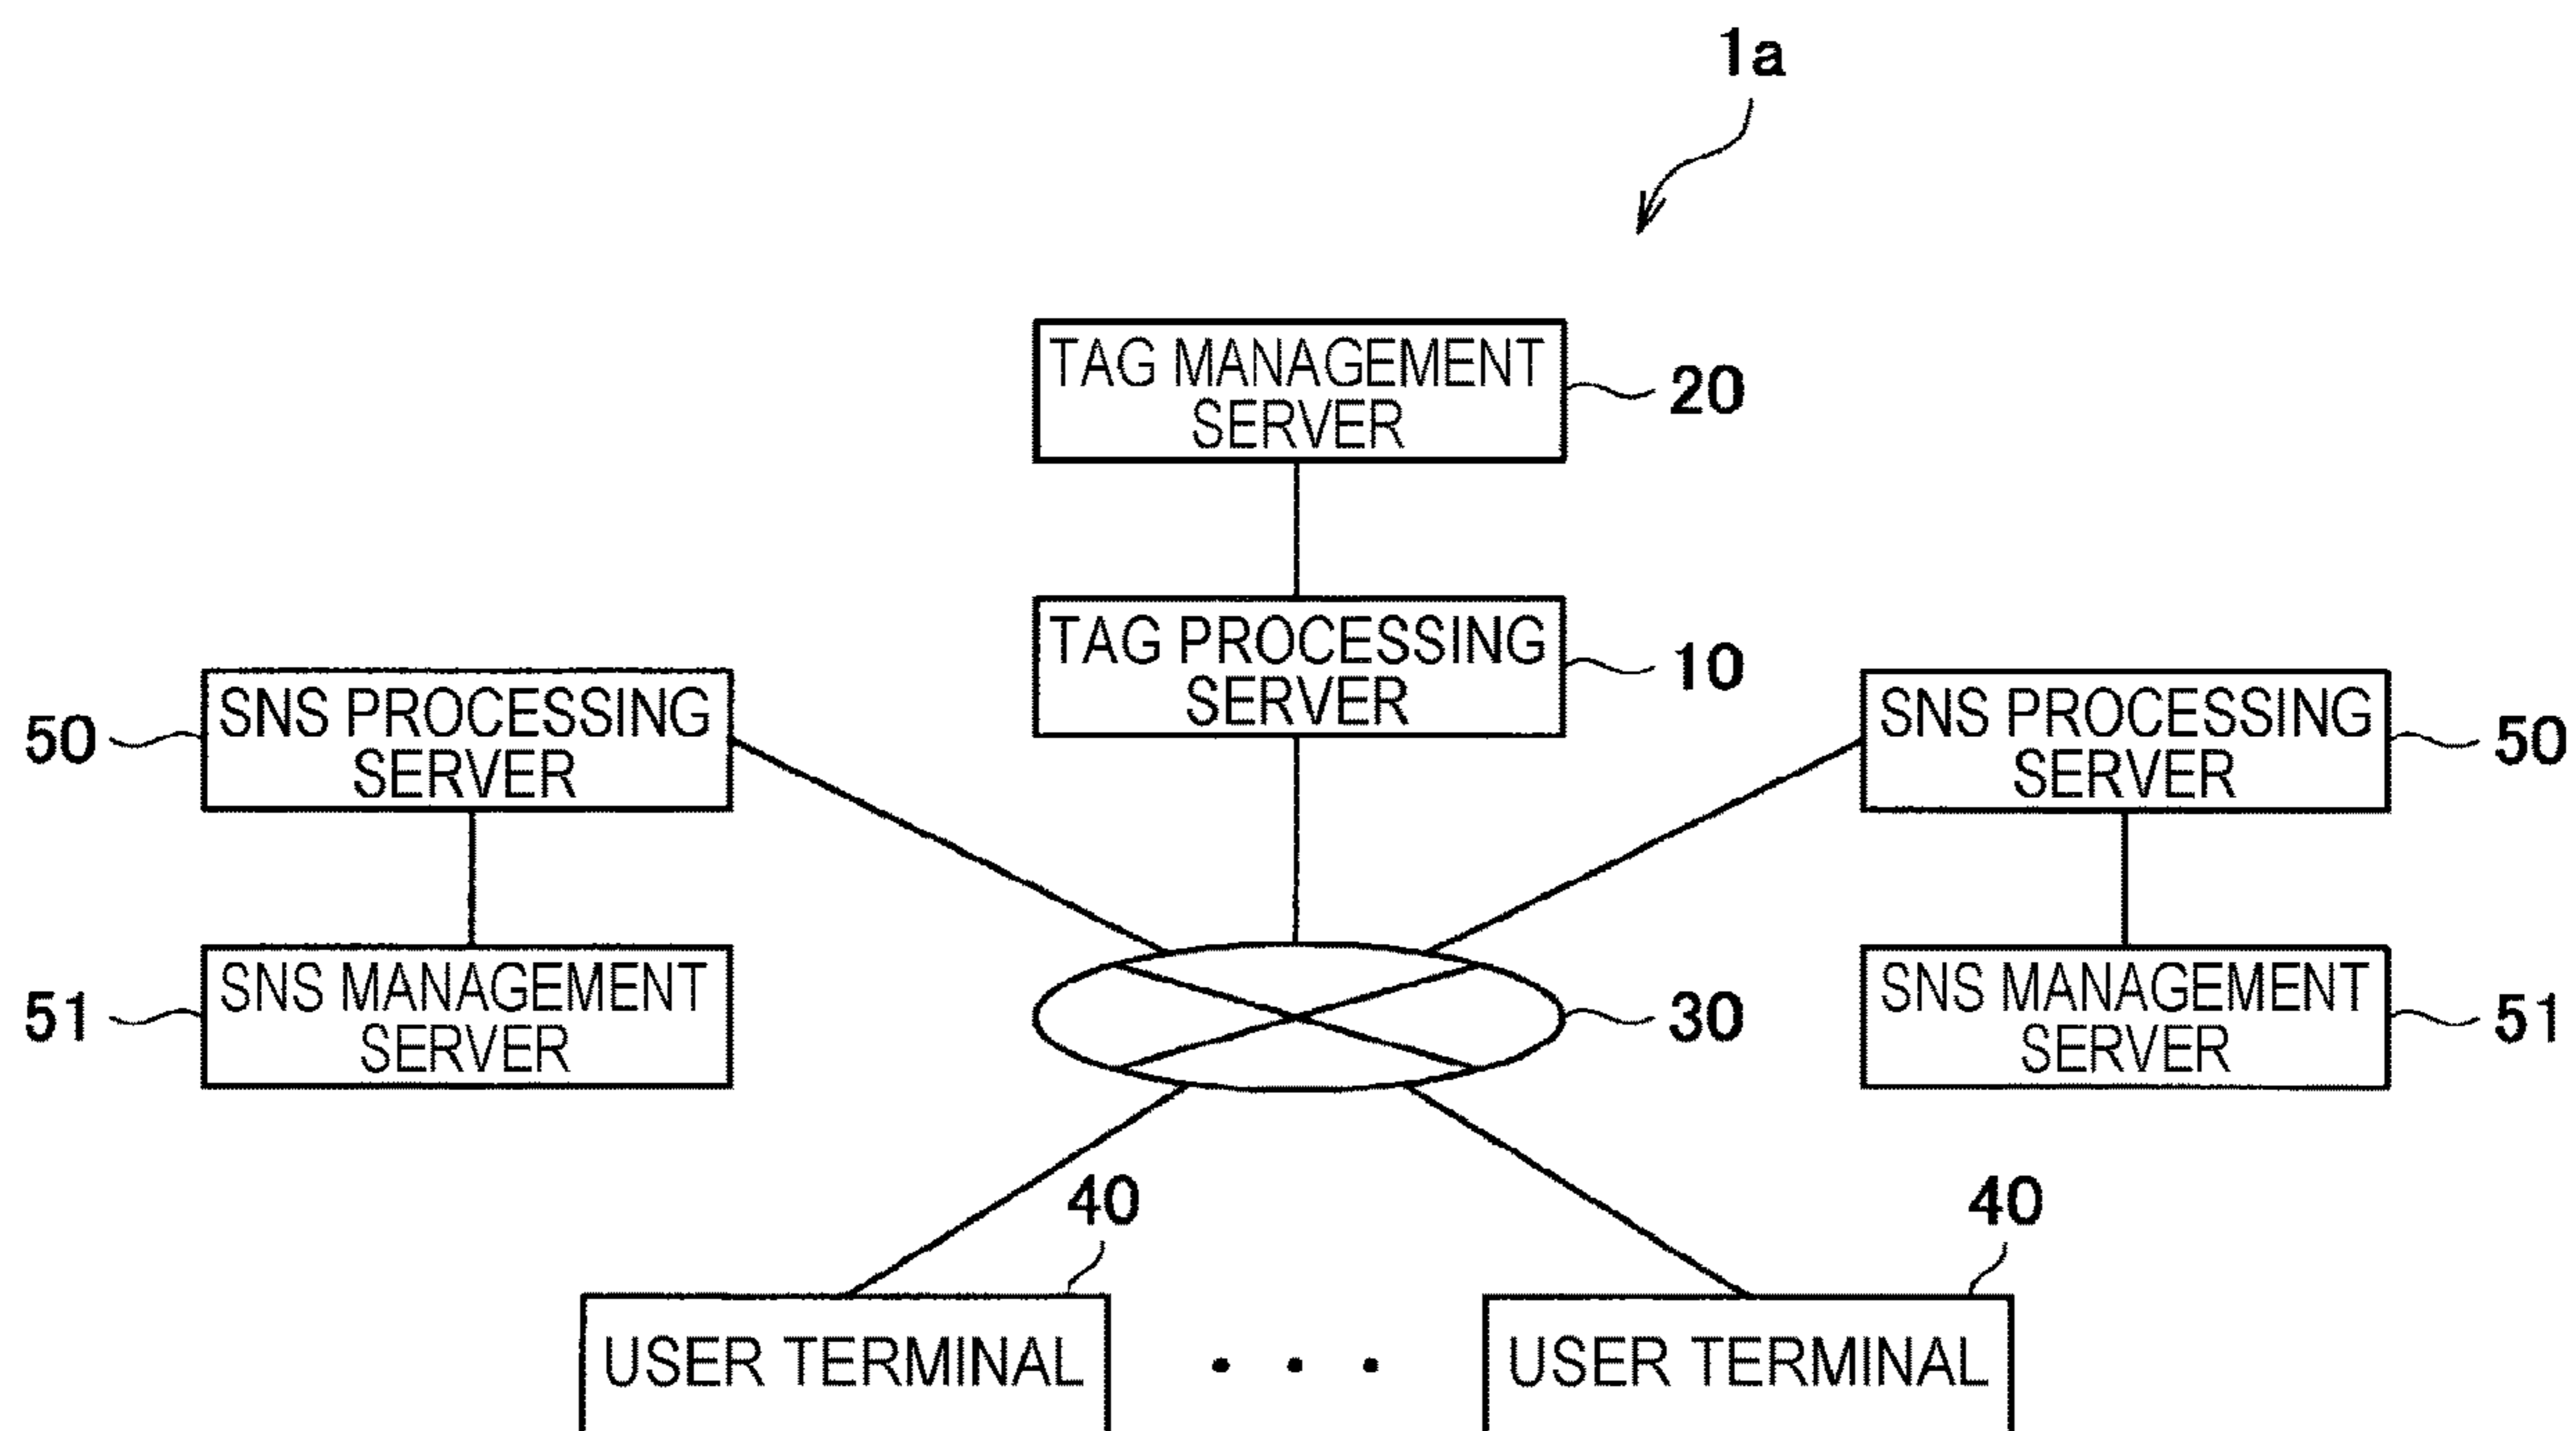 1a
TAG MANAGEMENT
SERVER
20
TAG PROCESSING
SERVER
10
50
SNS PROCESSING
SERVER
SNS PROCESSING
SERVER
50
51
SNS MANAGEMENT
SERVER
30
SNS MANAGEMENT
SERVER
51
40
40
USER TERMINAL
• • •
USER TERMINAL